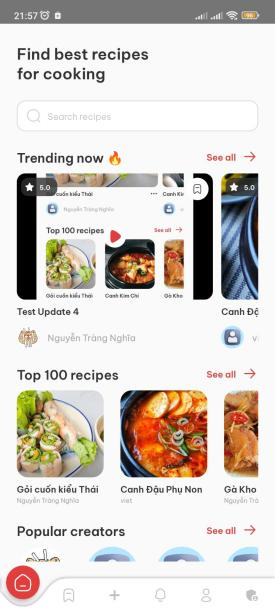 21:57
Find best recipes
for cooking
Search recipes
Trending now 🔥
See all →
5.0
cuốn kiểu Thái
Canh Ki
Nguyễn Tràng Nghĩa
Top 100 recipes
See all →
Gỏi cuốn kiểu Thái
Canh Kim Chi
Gà Kho
5.0
Test Update 4
Canh Đậ
Nguyễn Tràng Nghĩa
vi
Top 100 recipes
See all →
Gỏi cuốn kiểu Thái
Canh Đậu Phụ Non
Gà Kho
Nguyễn Tràng Nghĩa
viet
Nguyễn Tràng
Popular creators
See all →